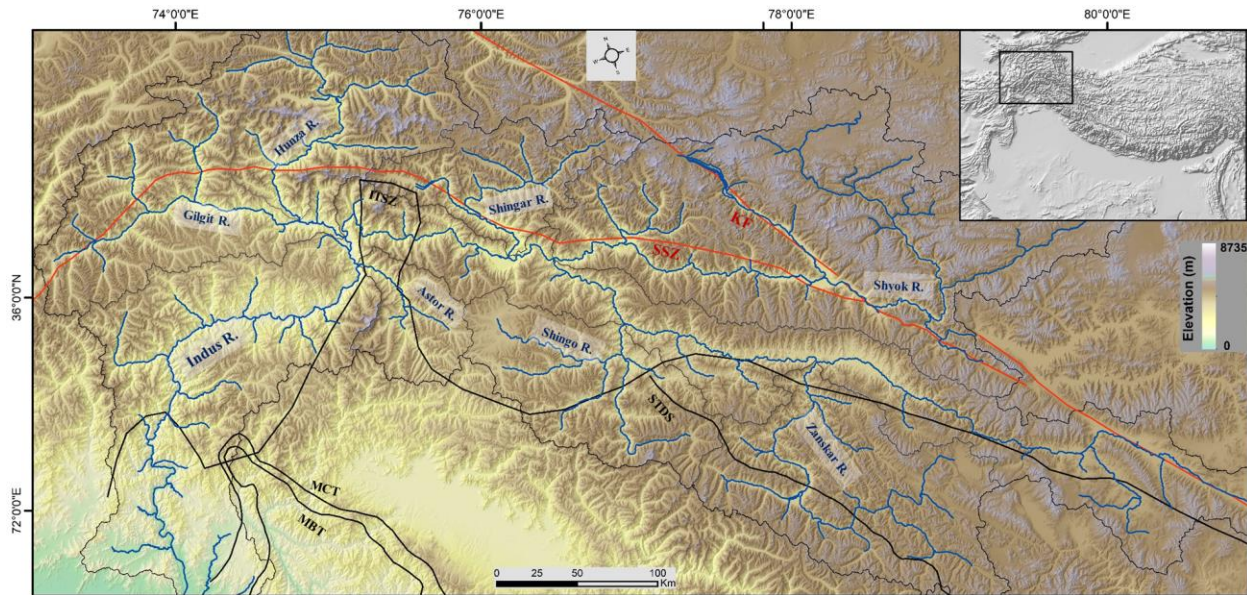 74°0'0"E
76°0'0"E
78°0'0"E
80°0'0"E
N
E
W
S
Hunza R.
Gilgit R.
ITSZ
Shingar R.
KF
SSZ
Shyok R.
8735
Elevation (m)
0
36°0'0"N
Astor R.
Indus R.
Shingo R.
STDS
Zanskar R.
MCT
MBT
72°0'0"E
0 25 50 100
Km